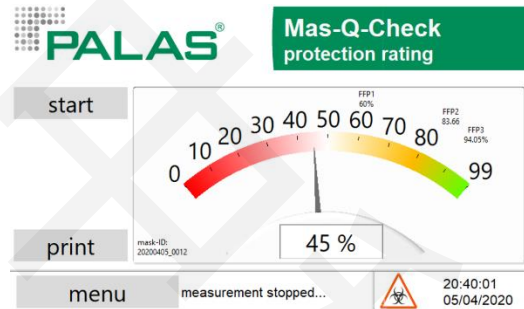 PALAS®
Mas-Q-Check
protection rating
start
0 10 20 30 40 50 60 70 80 99
FFP1
60%
FFP2
83.66
FFP3
94.05%
print
mask-ID:
20200405_0012
45 %
menu
measurement stopped...
20:40:01
05/04/2020